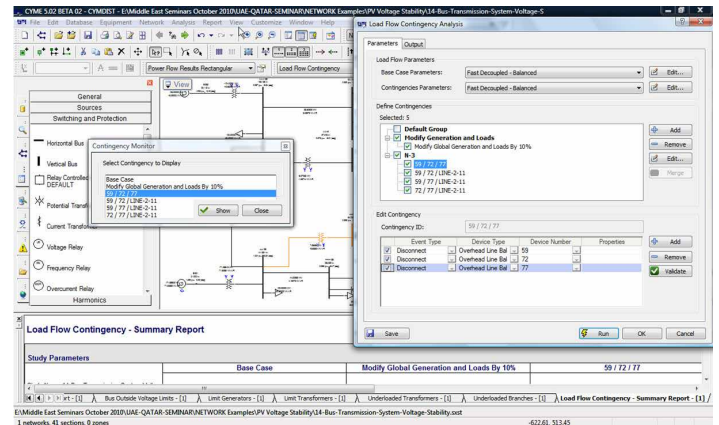 CYME 5.02 BETA 02 - CYMDIST - E:\Middle East Seminars October 2010\UAE-QATAR-SEMINAR\NETWORK Examples\PV Voltage Stability\14-Bus-Transmission-System-Voltage-S
File Edit Database Equipment Network Analysis Report View Customize Window Help
Power Flow Results Rectangular
Load Flow Contingency
View
General
Sources
Switching and Protection
Horizontal Bus
Vertical Bus
Relay Controlled
DEFAULT
Potential Transf
Current Transfo
Voltage Relay
Frequency Relay
Overcurrent Relay
Harmonics
Contingency Monitor
Select Contingency to Display
Base Case
Modify Global Generation and Loads By 10%
59 / 72 / 77
59 / 72 / LINE-2-11
59 / 77 / LINE-2-11
72 / 77 / LINE-2-11
Show
Close
Load Flow Contingency Analysis
Parameters
Output
Load Flow Parameters
Base Case Parameters:
Fast Decoupled - Balanced
Edit...
Contingencies Parameters:
Fast Decoupled - Balanced
Edit...
Define Contingencies
Selected: 5
Default Group
Modify Generation and Loads
Modify Global Generation and Loads By 10%
N-3
59 / 72 / 77
59 / 72 / LINE-2-11
59 / 77 / LINE-2-11
72 / 77 / LINE-2-11
Add
Remove
Edit...
Merge
Edit Contingency
Contingency ID:
59 / 72 / 77
Event Type Device Type Device Number Properties
Disconnect Overhead Line Bal 59
Disconnect Overhead Line Bal 72
Disconnect Overhead Line Bal 77
Add
Remove
Validate
Save
Run
OK
Cancel
Load Flow Contingency - Summary Report
Study Parameters
Base Case Modify Global Generation and Loads By 10% 59 / 72 / 77
Bus Outside Voltage Limits - [1] Limit Generators - [1] Limit Transformers - [1] Underloaded Transformers - [1] Underloaded Branches - [1] Load Flow Contingency - Summary Report - [1]
E:\Middle East Seminars October 2010\UAE-QATAR-SEMINAR\NETWORK Examples\PV Voltage Stability\14-Bus-Transmission-System-Voltage-Stability.sxst
1 networks, 41 sections, 0 zones
-622.61, 513.45